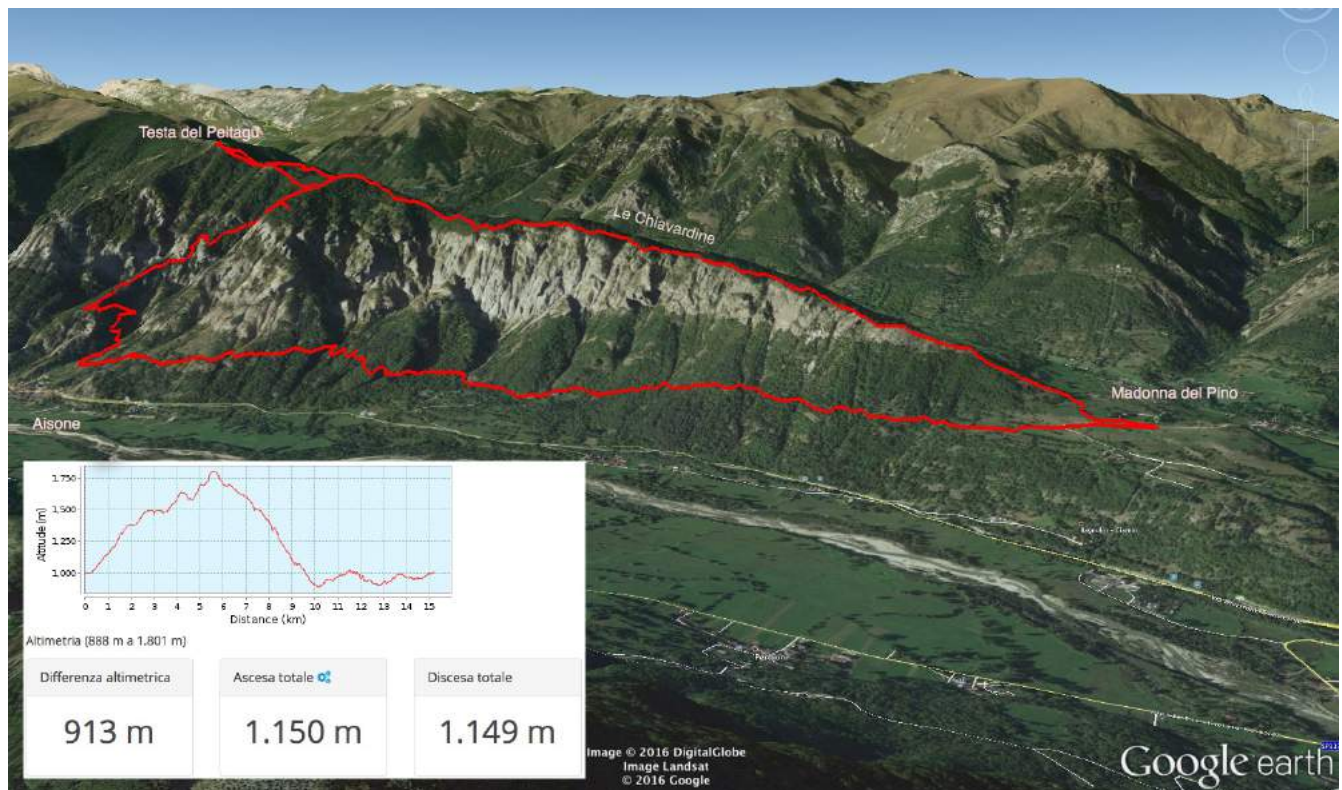 Testa del Peitagù
Le Chiavardine
Madonna del Pino
Aisone
1.750
1.500
1.250
1.000
Altitude (m)
0 1 2 3 4 5 6 7 8 9 10 11 12 13 14 15
Distance (km)
Altimetria (888 m a 1.801 m)
Differenza altimetrica
913 m
Ascesa totale
1.150 m
Discesa totale
1.149 m
Image © 2016 DigitalGlobe
Image Landsat
© 2016 Google
Google earth